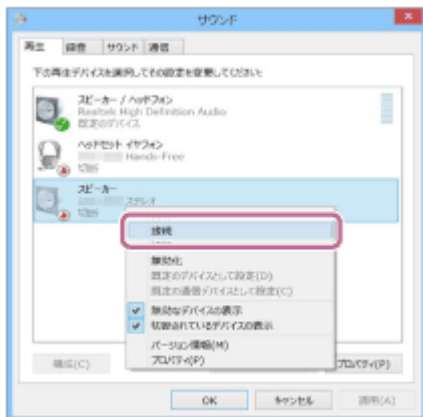 サウンド
再生 録音 サウンド 通信
下の再生デバイスを選択してその設定を変更してください:
スピーカー / ヘッドフォン
Realtek High Definition Audio
既定のデバイス
ヘッドセット イヤフォン
Hands-Free
切断
スピーカー
ステレオ
切断
接続
無効化
既定のデバイスとして設定(D)
既定の通信デバイスとして設定(C)
無効なデバイスの表示
切断されているデバイスの表示
バージョン情報(M)
プロパティ(P)
構成(C) プロパティ(P)
OK キャンセル 適用(A)